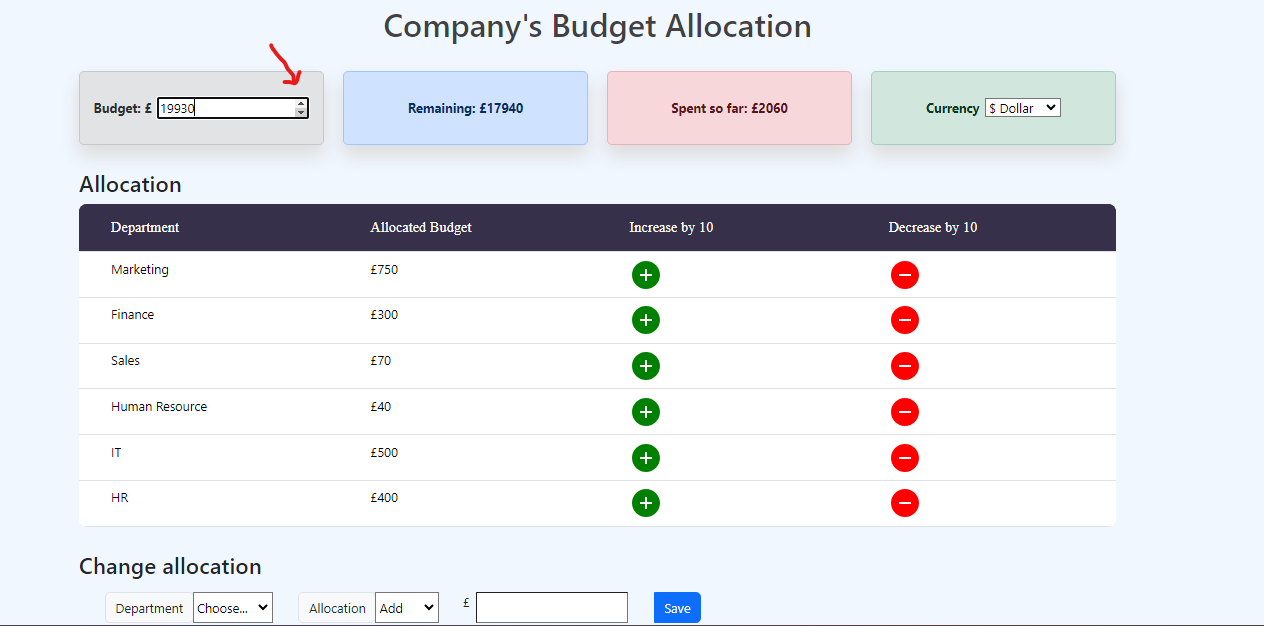 Company's Budget Allocation
Budget: £ 19930
Remaining: £17940
Spent so far: £2060
Currency $ Dollar
Allocation
Department Allocated Budget Increase by 10 Decrease by 10
Marketing £750
Finance £300
Sales £70
Human Resource £40
IT £500
HR £400
Change allocation
Department Choose... Allocation Add £ Save